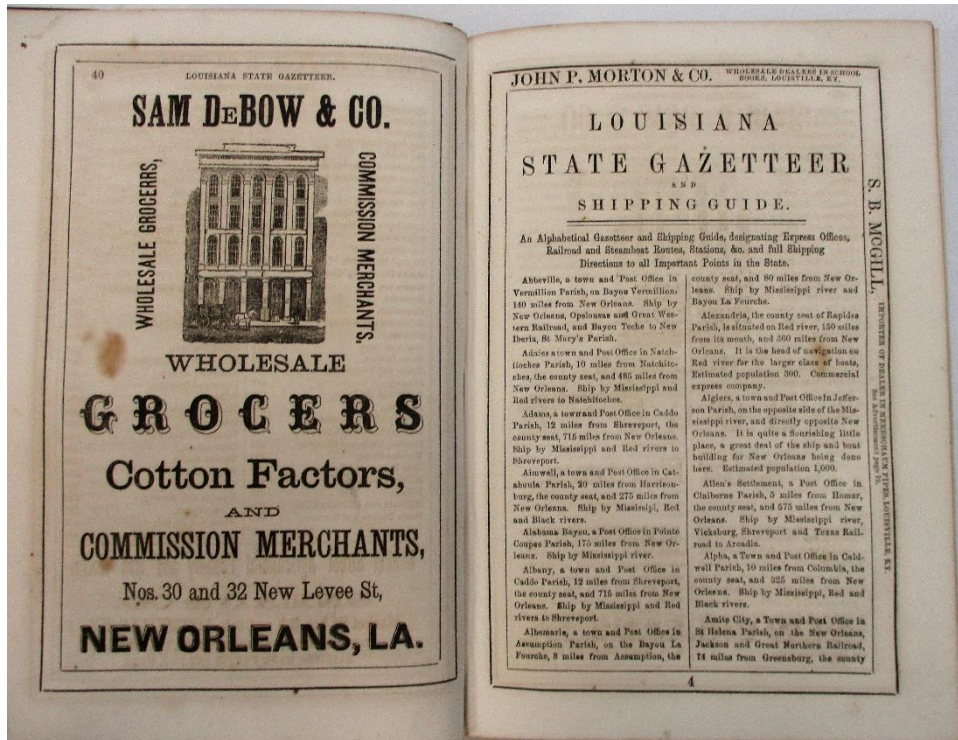 40 LOUISIANA STATE GAZETTEER.
SAM DEBOW & CO.
WHOLESALE GROCERRS,
COMMISSION MERCHANTS,
WHOLESALE
GROCERS
Cotton Factors,
AND
COMMISSION MERCHANTS,
Nos. 30 and 32 New Levee St,
NEW ORLEANS, LA.
JOHN P. MORTON & CO. WHOLESALE DEALERS IN SCHOOL
BOOKS, LOUISVILLE, KY.
LOUISIANA
STATE GAZETTEER
AND
SHIPPING GUIDE.
An Alphabetical Gazetteer and Shipping Guide, designating Express Offices,
Railroad and Steamboat Routes, Stations, &c. and full Shipping
Directions to all Important Points in the State.
Abbeville, a town and Post Office in
Vermillion Parish, on Bayou Vermillion,
140 miles from New Orleans. Ship by
New Orleans, Opelousas and Great Wes-
tern Railroad, and Bayou Teche to New
Iberia, St Mary's Parish.
Adaies a town and Post Office in Natch-
itoches Parish, 10 miles from Natchito-
ches, the county seat, and 485 miles from
New Orleans. Ship by Mississippi and
Red rivers to Natchitoches.
Adams, a town and Post Office in Caddo
Parish, 12 miles from Shreveport, the
county seat, 715 miles from New Orleans.
Ship by Mississippi and Red rivers to
Shreveport.
Aimwell, a town and Post Office in Cat-
ahoula Parish, 20 miles from Harrison-
burg, the county seat, and 275 miles from
New Orleans. Ship by Mississipi, Red
and Black rivers.
Alabama Bayou, a Post Office in Pointe
Coupee Parish, 175 miles from New Or-
leans. Ship by Mississippi river.
Albany, a town and Post Office in
Caddo Parish, 12 miles from Shreveport,
the county seat, and 715 miles from New
Orleans. Ship by Mississippi and Red
rivers to Shreveport.
Albemarle, a town and Post Office in
Assumption Parish, on the Bayou La
Fourche, 8 miles from Assumption, the
county seat, and 80 miles from New Or-
leans. Ship by Mississippi river and
Bayou La Fourche.
Alexandria, the county seat of Rapides
Parish, is situated on Red river, 150 miles
from its mouth, and 360 miles from New
Orleans. It is the head of navigation on
Red river for the larger class of boats,
Estimated population 300. Commercial
express company.
Algiers, a town and Post Office in Jeffer-
son Parish, on the opposite side of the Mis-
sissippi river, and directly opposite New
Orleans. It is quite a flourishing little
place, a great deal of the ship and boat
building for New Orleans being done
here. Estimated population 1,000.
Allen's Settlement, a Post Office in
Claiborne Parish, 5 miles from Homer,
the county seat, and 575 miles from New
Orleans. Ship by Mississippi river,
Vicksburg, Shreveport and Texas Rail-
road to Arcadia.
Alpha, a Town and Post Office in Cald-
well Parish, 10 miles from Columbia, the
county seat, and 325 miles from New
Orleans. Ship by Mississippi, Red and
Black rivers.
Amite City, a Town and Post Office in
St Helena Parish, on the New Orleans,
Jackson and Great Northern Railroad,
14 miles from Greensburg, the county
4
S. B. MCGILL, IMPORTER OF DEALER IN MEERSCHAUM PIPES, LOUISVILLE, KY.
See Advertisement page